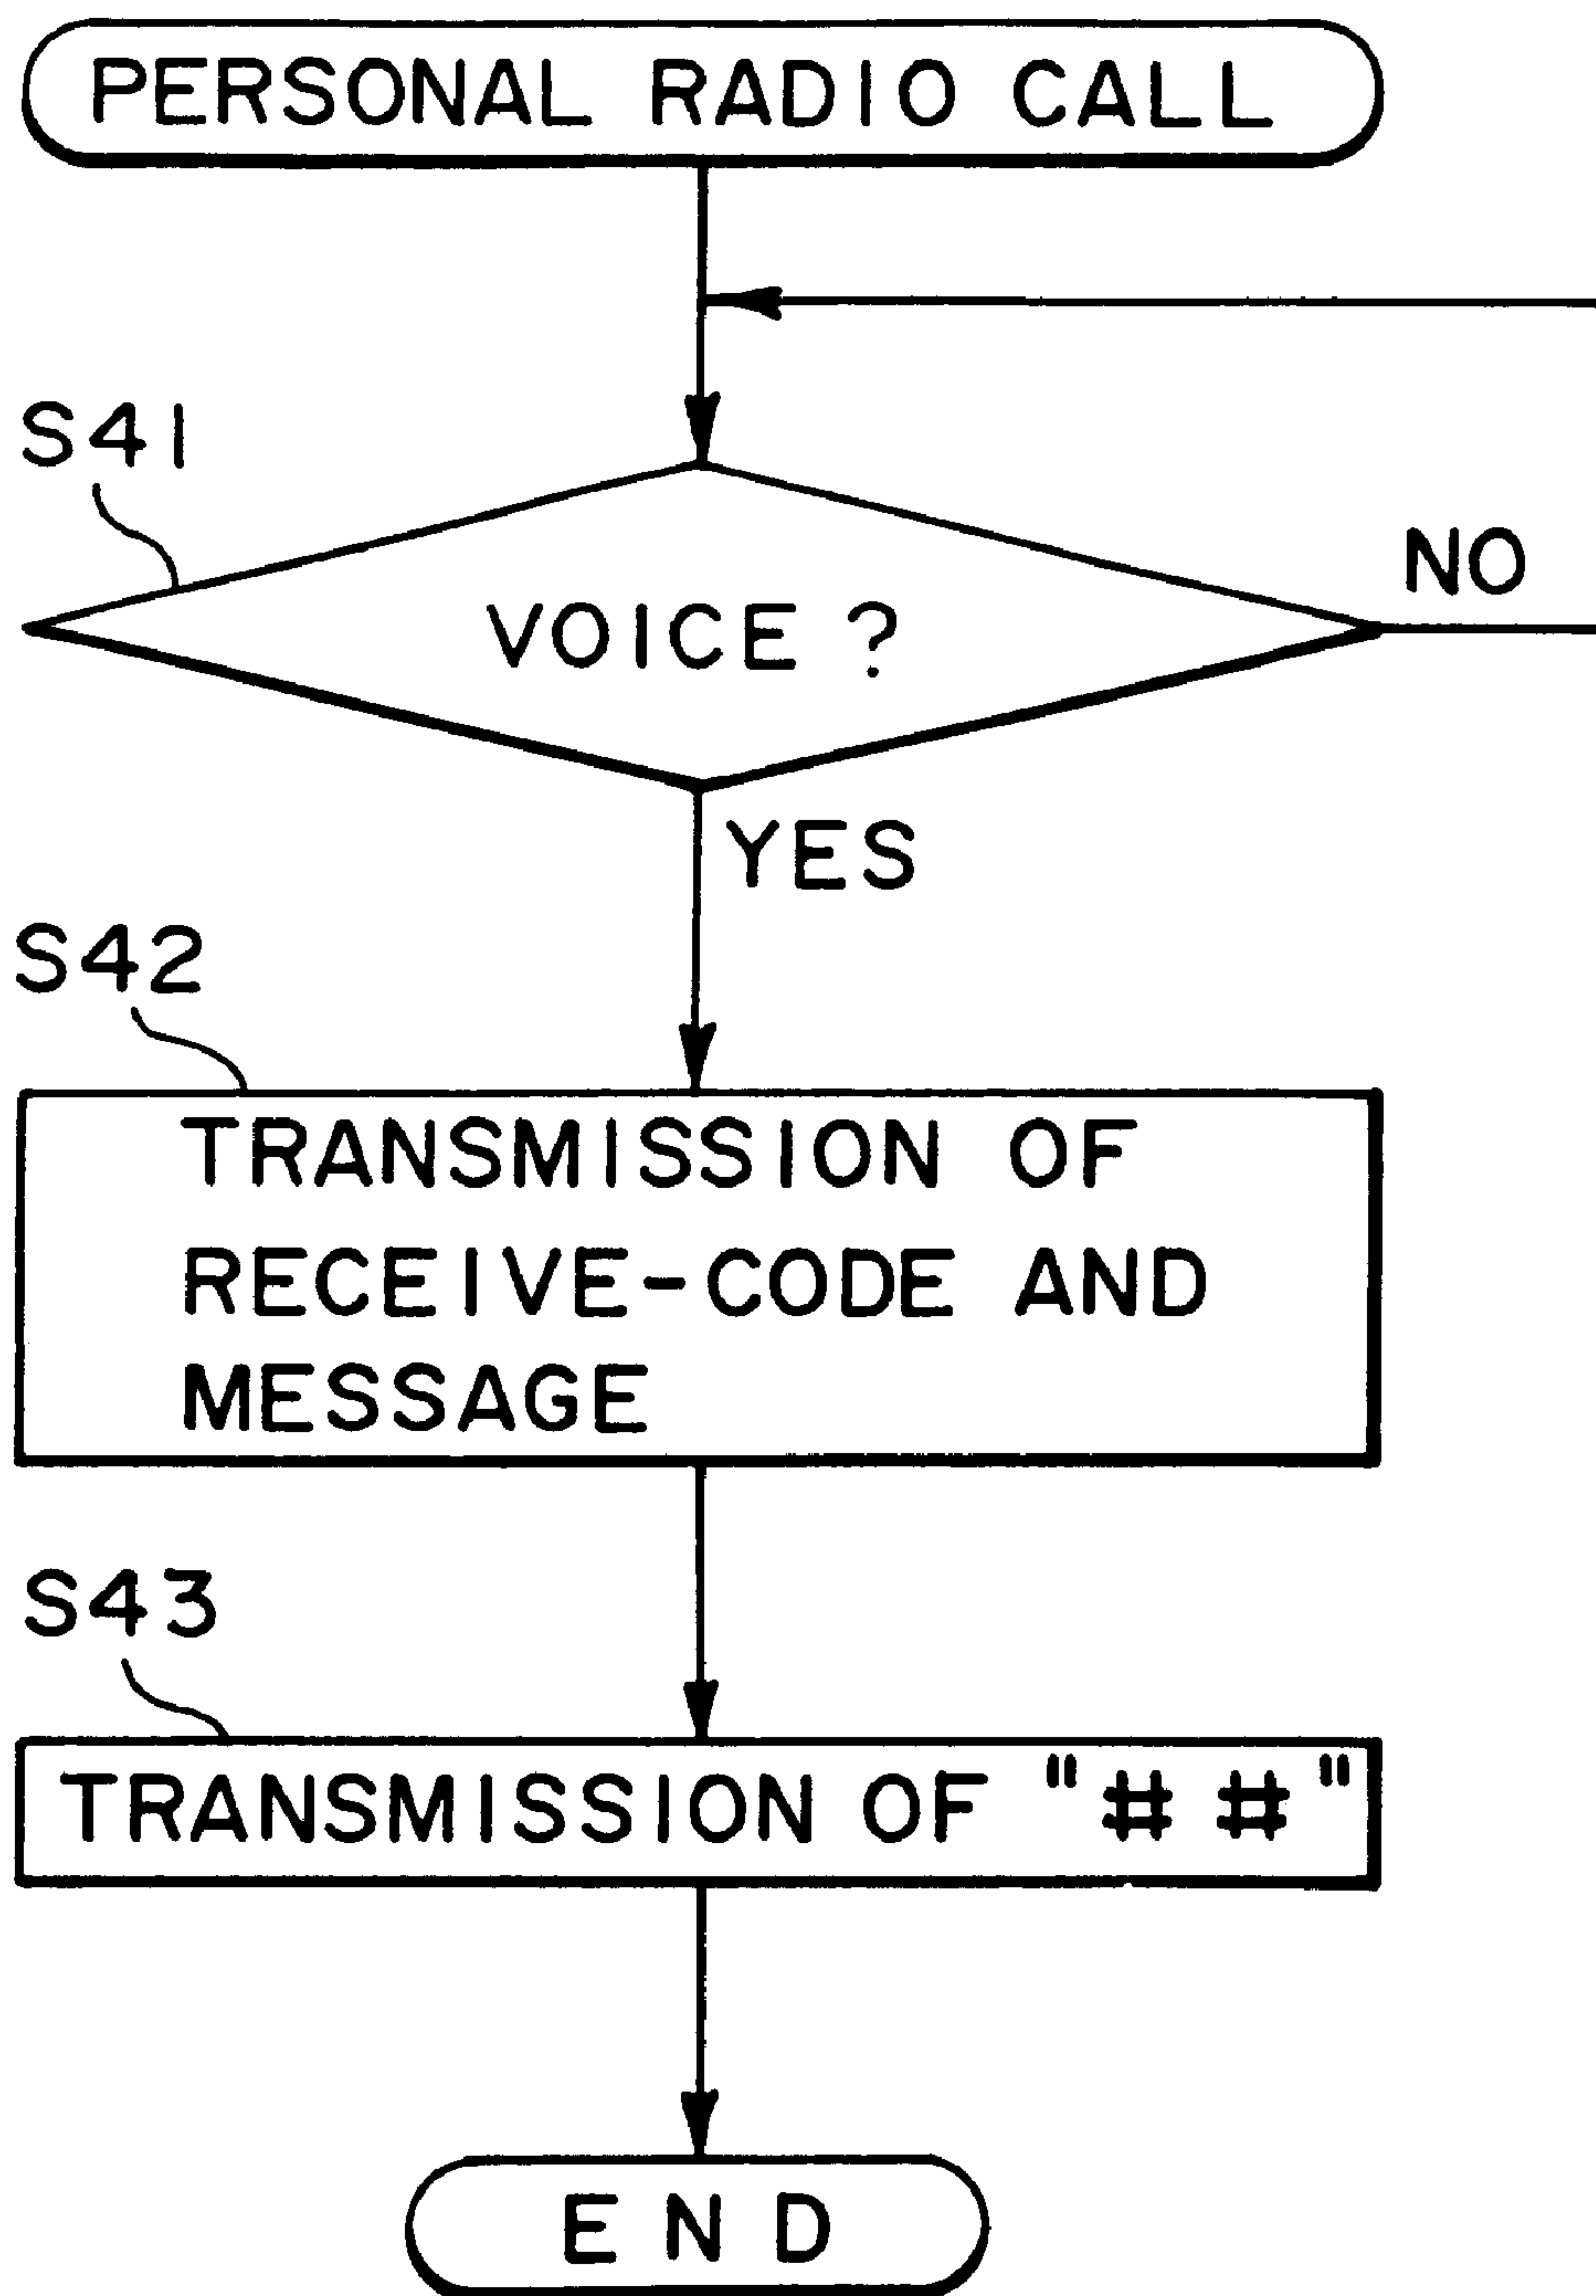 PERSONAL RADIO CALL
S41
VOICE ?
NO
YES
S42
TRANSMISSION OF
RECEIVE-CODE AND
MESSAGE
S43
TRANSMISSION OF "# #"
END